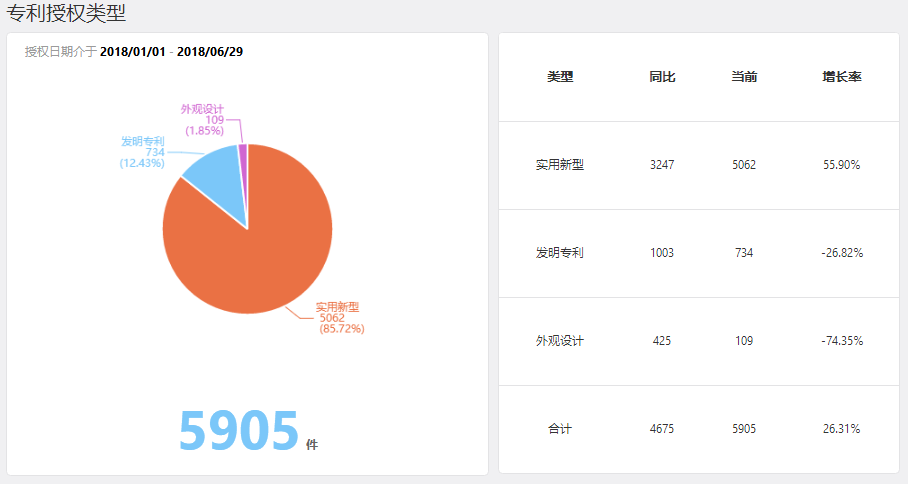 专利授权类型
授权日期介于 2018/01/01 - 2018/06/29
外观设计
109
(1.85%)
发明专利
734
(12.43%)
实用新型
5062
(85.72%)
5905 件
类型 同比 当前 增长率
实用新型 3247 5062 55.90%
发明专利 1003 734 -26.82%
外观设计 425 109 -74.35%
合计 4675 5905 26.31%